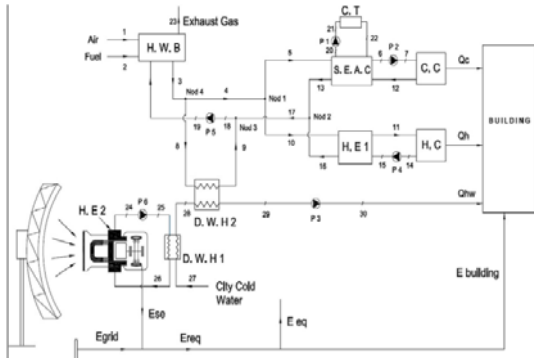 23
Exhaust Gas
C. T
21
22
Air
1
H. W. B
P 1
20
5
6
P 2
7
Qc
Fuel
2
S. E. A. C
C. C
3
4
13
12
Nod 4
Nod 1
BUILDING
17
Nod 2
19
P 5
18
Nod 3
10
11
Qh
8
9
H. E 1
H. C
16
15
14
P 4
Qhw
28
29
P 3
30
D. W. H 2
24
P 6
25
H. E 2
D. W. H 1
E building
26
27
City Cold
Water
Ese
E eq
Egrid
Ereq